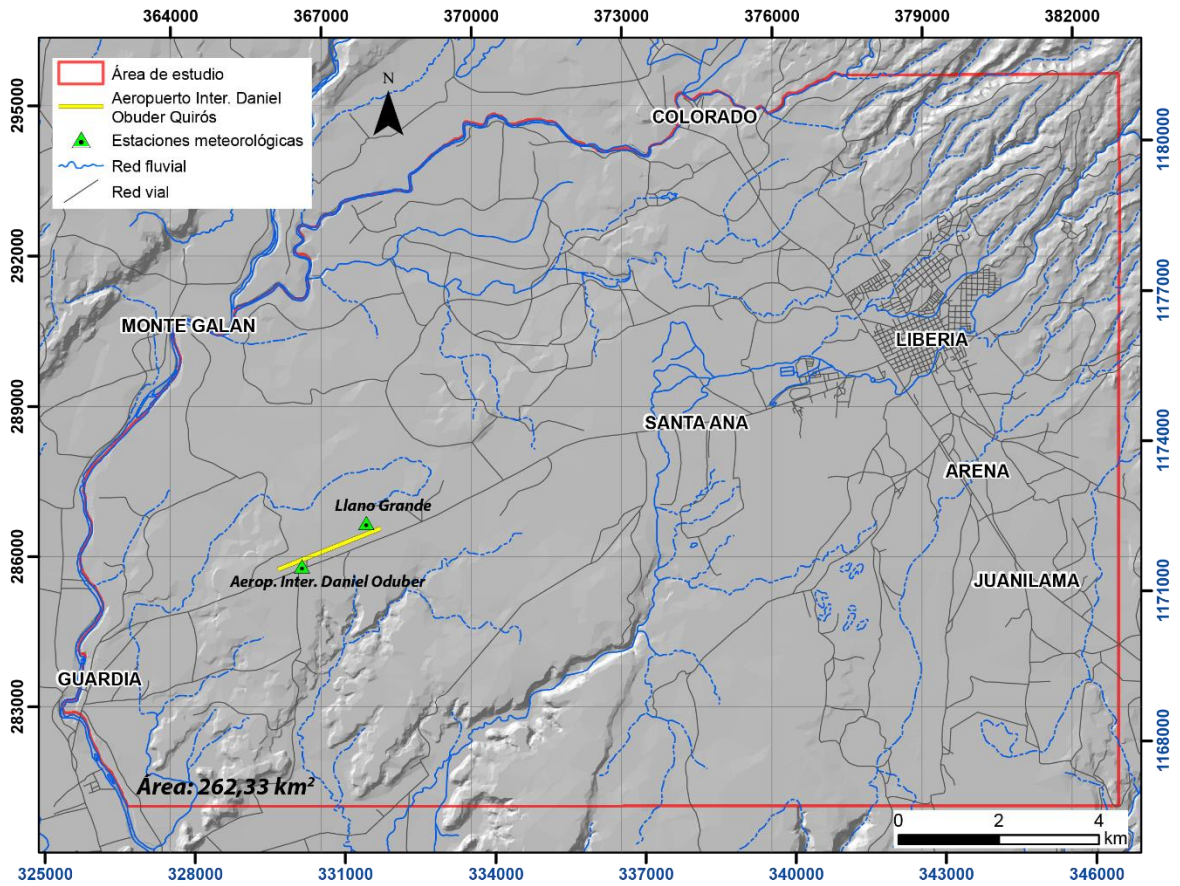 364000 367000 370000 373000 376000 379000 382000
N
Área de estudio
Aeropuerto Inter. Daniel
Obuder Quirós
Estaciones meteorológicas
Red fluvial
Red vial
295000
292000
289000
286000
283000
1180000
1177000
1174000
1171000
1168000
COLORADO
MONTE GALAN
LIBERIA
SANTA ANA
ARENA
Llano Grande
Aerop. Inter. Daniel Oduber
JUANILAMA
GUARDIA
Área: 262,33 km²
0 2 4
km
325000 328000 331000 334000 337000 340000 343000 346000